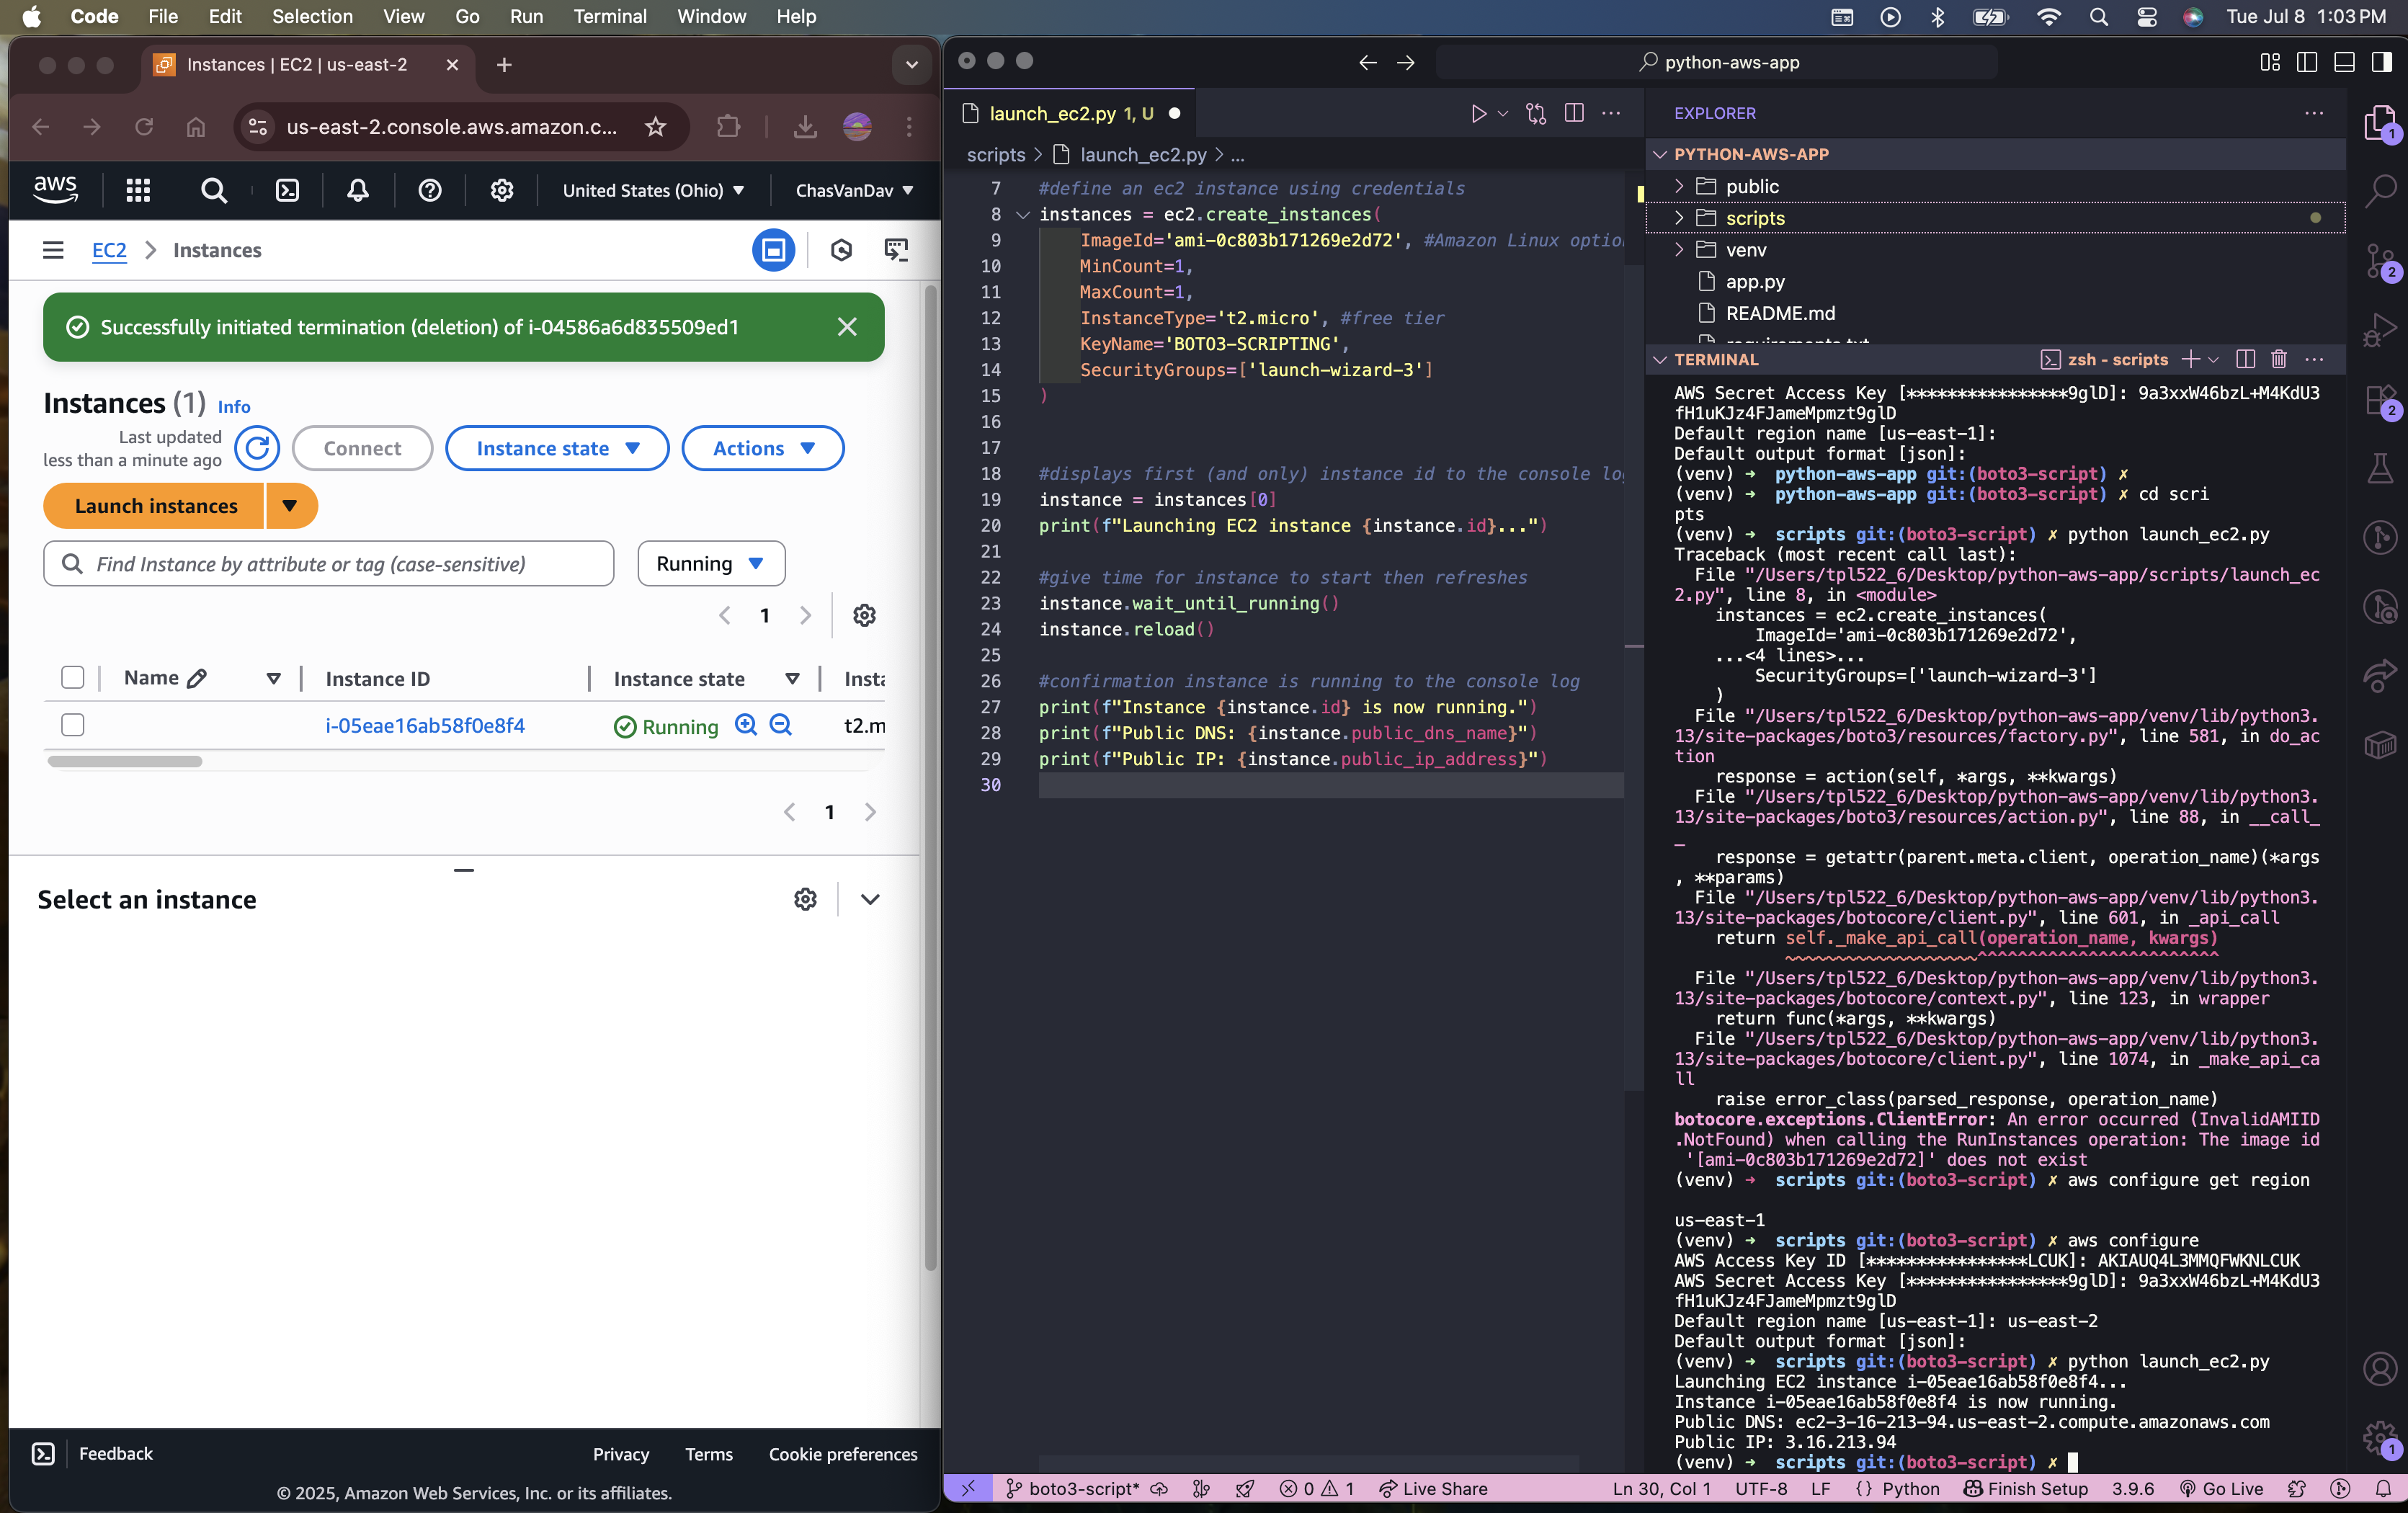 Code File Edit Selection View Go Run Terminal Window Help
Tue Jul 8 1:03 PM
Instances | EC2 | us-east-2
us-east-2.console.aws.amazon.c...
aws
United States (Ohio)
ChasVanDav
EC2 > Instances
Successfully initiated termination (deletion) of i-04586a6d835509ed1
Instances (1) Info
Last updated
less than a minute ago
Connect
Instance state
Actions
Launch instances
Find Instance by attribute or tag (case-sensitive)
Running
1
Name
Instance ID
Instance state
Insta
i-05eae16ab58f0e8f4
Running
t2.m
1
Select an instance
Feedback
Privacy
Terms
Cookie preferences
© 2025, Amazon Web Services, Inc. or its affiliates.
python-aws-app
launch_ec2.py 1, U
scripts > launch_ec2.py > ...
7 #define an ec2 instance using credentials
8 instances = ec2.create_instances(
9 ImageId='ami-0c803b171269e2d72', #Amazon Linux optio
10 MinCount=1,
11 MaxCount=1,
12 InstanceType='t2.micro', #free tier
13 KeyName='BOTO3-SCRIPTING',
14 SecurityGroups=['launch-wizard-3']
15 )
16
17
18 #displays first (and only) instance id to the console lo
19 instance = instances[0]
20 print(f"Launching EC2 instance {instance.id}...")
21
22 #give time for instance to start then refreshes
23 instance.wait_until_running()
24 instance.reload()
25
26 #confirmation instance is running to the console log
27 print(f"Instance {instance.id} is now running.")
28 print(f"Public DNS: {instance.public_dns_name}")
29 print(f"Public IP: {instance.public_ip_address}")
30
EXPLORER
PYTHON-AWS-APP
public
scripts
venv
app.py
README.md
TERMINAL
zsh - scripts
AWS Secret Access Key [****************9glD]: [redacted]
Default region name [us-east-1]:
Default output format [json]:
(venv) ➜ python-aws-app git:(boto3-script) ✗
(venv) ➜ python-aws-app git:(boto3-script) ✗ cd scri
pts
(venv) ➜ scripts git:(boto3-script) ✗ python launch_ec2.py
Traceback (most recent call last):
File "/Users/tpl522_6/Desktop/python-aws-app/scripts/launch_ec
2.py", line 8, in <module>
instances = ec2.create_instances(
ImageId='ami-0c803b171269e2d72',
...<4 lines>...
SecurityGroups=['launch-wizard-3']
)
File "/Users/tpl522_6/Desktop/python-aws-app/venv/lib/python3.
13/site-packages/boto3/resources/factory.py", line 581, in do_ac
tion
response = action(self, *args, **kwargs)
File "/Users/tpl522_6/Desktop/python-aws-app/venv/lib/python3.
13/site-packages/boto3/resources/action.py", line 88, in __call_
_
response = getattr(parent.meta.client, operation_name)(*args
, **params)
File "/Users/tpl522_6/Desktop/python-aws-app/venv/lib/python3.
13/site-packages/botocore/client.py", line 601, in _api_call
return self._make_api_call(operation_name, kwargs)
~~~~~~~~~~~~~~~~~~~^^^^^^^^^^^^^^^^^^^^^^^^
File "/Users/tpl522_6/Desktop/python-aws-app/venv/lib/python3.
13/site-packages/botocore/context.py", line 123, in wrapper
return func(*args, **kwargs)
File "/Users/tpl522_6/Desktop/python-aws-app/venv/lib/python3.
13/site-packages/botocore/client.py", line 1074, in _make_api_ca
ll
raise error_class(parsed_response, operation_name)
botocore.exceptions.ClientError: An error occurred (InvalidAMIID
.NotFound) when calling the RunInstances operation: The image id
'[ami-0c803b171269e2d72]' does not exist
(venv) ➜ scripts git:(boto3-script) ✗ aws configure get region
us-east-1
(venv) ➜ scripts git:(boto3-script) ✗ aws configure
AWS Access Key ID [****************LCUK]: [redacted]
AWS Secret Access Key [****************9glD]: [redacted]
Default region name [us-east-1]: us-east-2
Default output format [json]:
(venv) ➜ scripts git:(boto3-script) ✗ python launch_ec2.py
Launching EC2 instance i-05eae16ab58f0e8f4...
Instance i-05eae16ab58f0e8f4 is now running.
Public DNS: ec2-3-16-213-94.us-east-2.compute.amazonaws.com
Public IP: 3.16.213.94
(venv) ➜ scripts git:(boto3-script) ✗
1
2
2
1
boto3-script* 0 1 Live Share Ln 30, Col 1 UTF-8 LF {} Python Finish Setup 3.9.6 Go Live